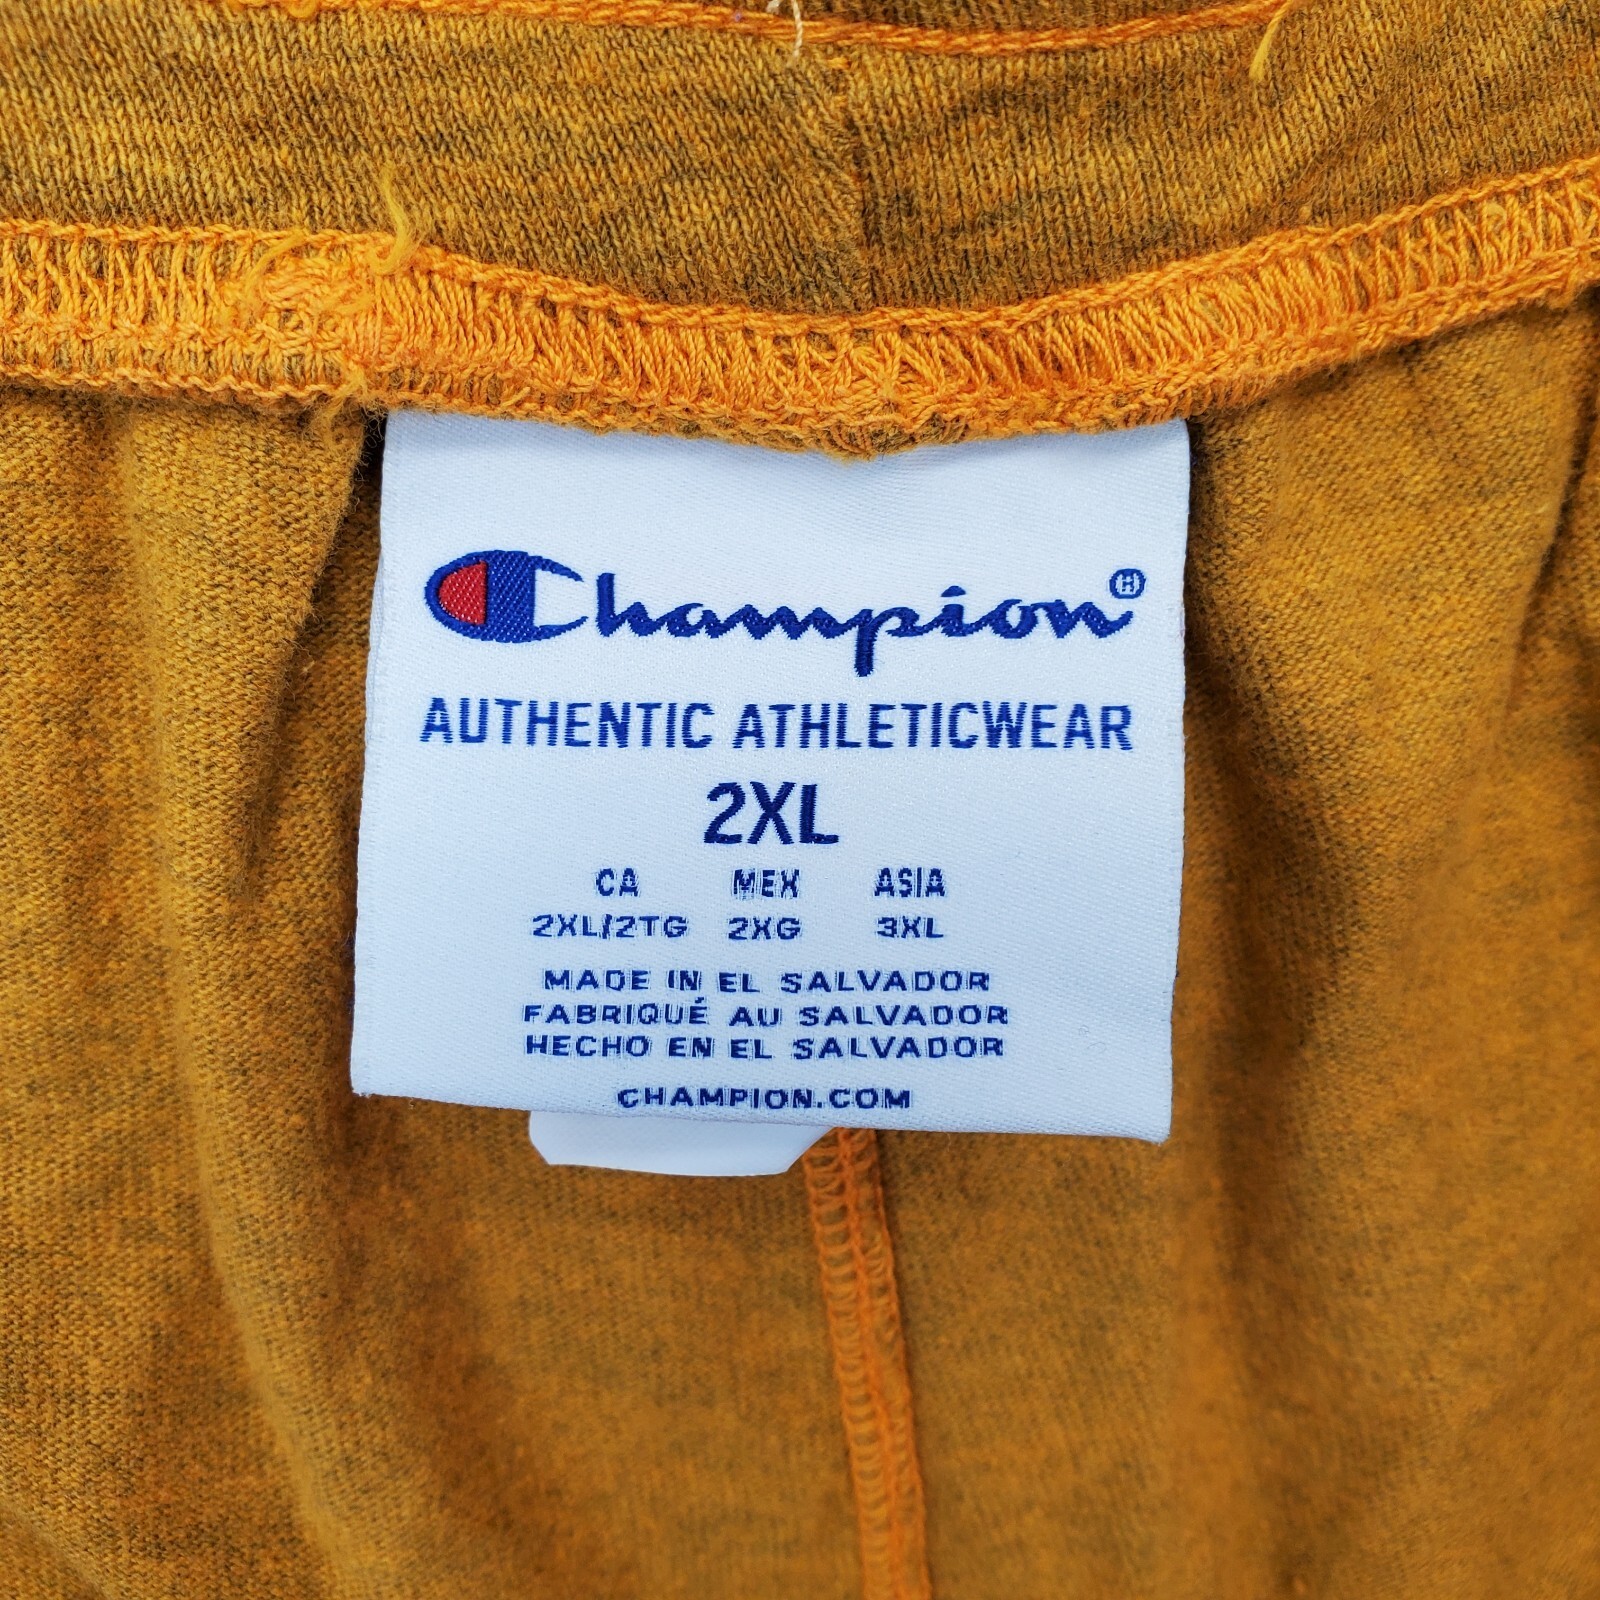 Champion®
AUTHENTIC ATHLETICWEAR
2XL
CA MEX ASIA
2XL/2TG 2XG 3XL
MADE IN EL SALVADOR
FABRIQUÉ AU SALVADOR
HECHO EN EL SALVADOR
CHAMPION.COM